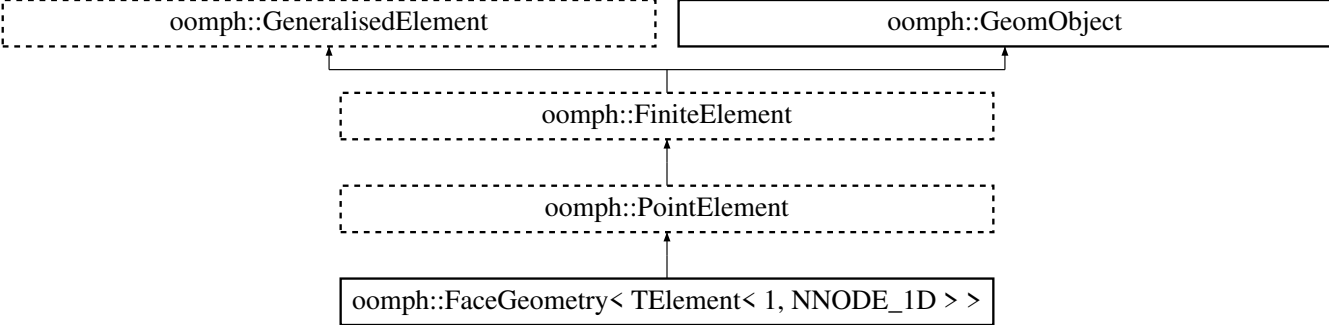 oomph::GeneralisedElement
oomph::GeomObject
oomph::FiniteElement
oomph::PointElement
oomph::FaceGeometry< TElement< 1, NNODE_1D > >